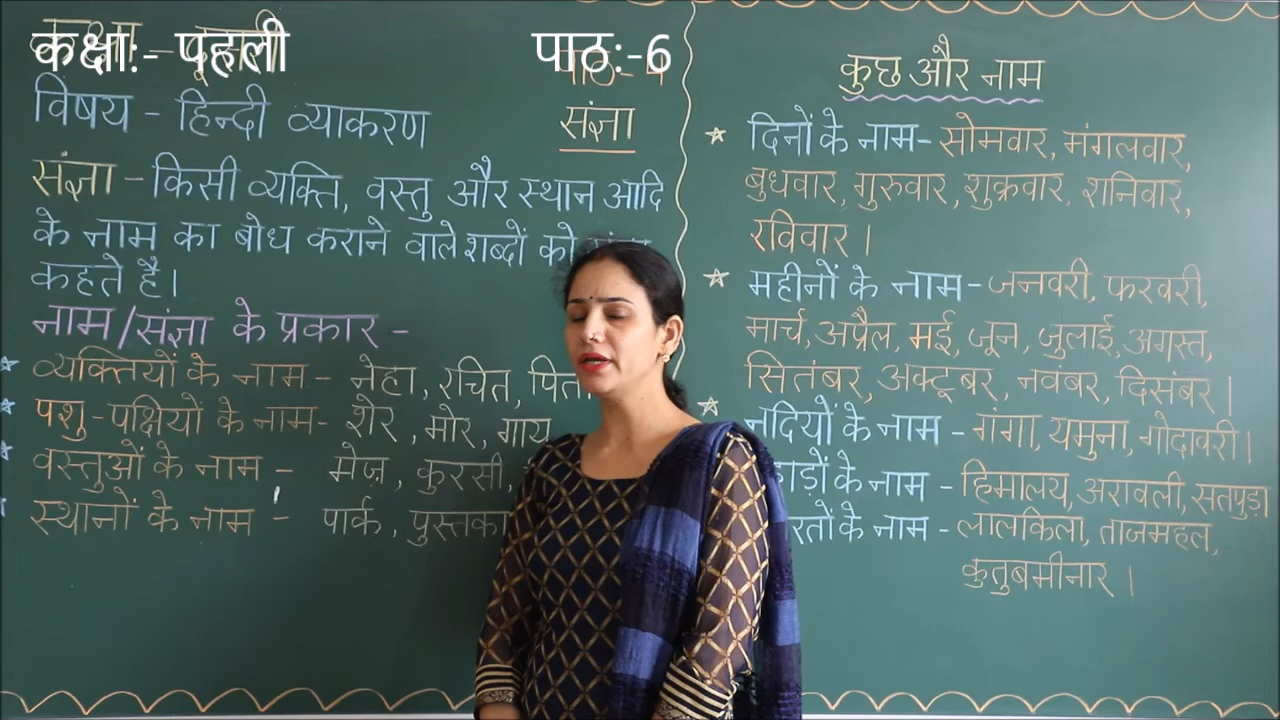 कक्षा:- पहली
पाठ:-6
विषय - हिन्दी व्याकरण
संज्ञा
संज्ञा - किसी व्यक्ति, वस्तु और स्थान आदि
के नाम का बोध कराने वाले शब्दों को
कहते है।
नाम/संज्ञा के प्रकार -
व्यक्तियों के नाम - नेहा, रचित,
पशु-पक्षियों के नाम- शेर, मोर, गाय
वस्तुओं के नाम - मेज़, कुरसी,
स्थानों के नाम - पार्क,
कुछ और नाम
दिनों के नाम- सोमवार, मंगलवार,
बुधवार, गुरुवार, शुक्रवार, शनिवार,
रविवार।
महीनों के नाम- जनवरी, फरवरी,
मार्च, अप्रैल, मई, जून, जुलाई, अगस्त,
सितंबर, अक्टूबर, नवंबर, दिसंबर।
नदियों के नाम - गंगा, यमुना, गोदावरी।
के नाम - हिमालय, अरावली, सतपुड़ा
के नाम - लालकिला, ताजमहल,
कुतुबमीनार।